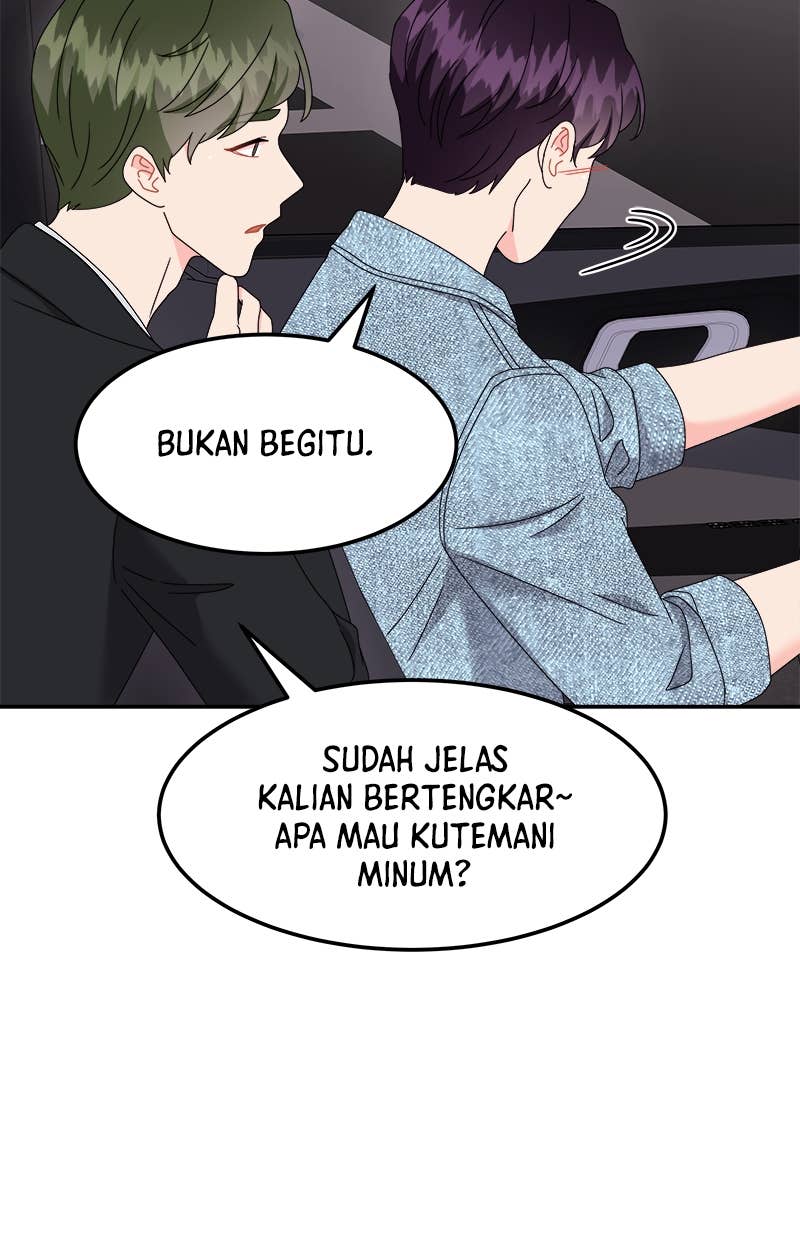 BUKAN BEGITU.
SUDAH JELAS
KALIAN BERTENGKAR~
APA MAU KUTEMANI
MINUM?